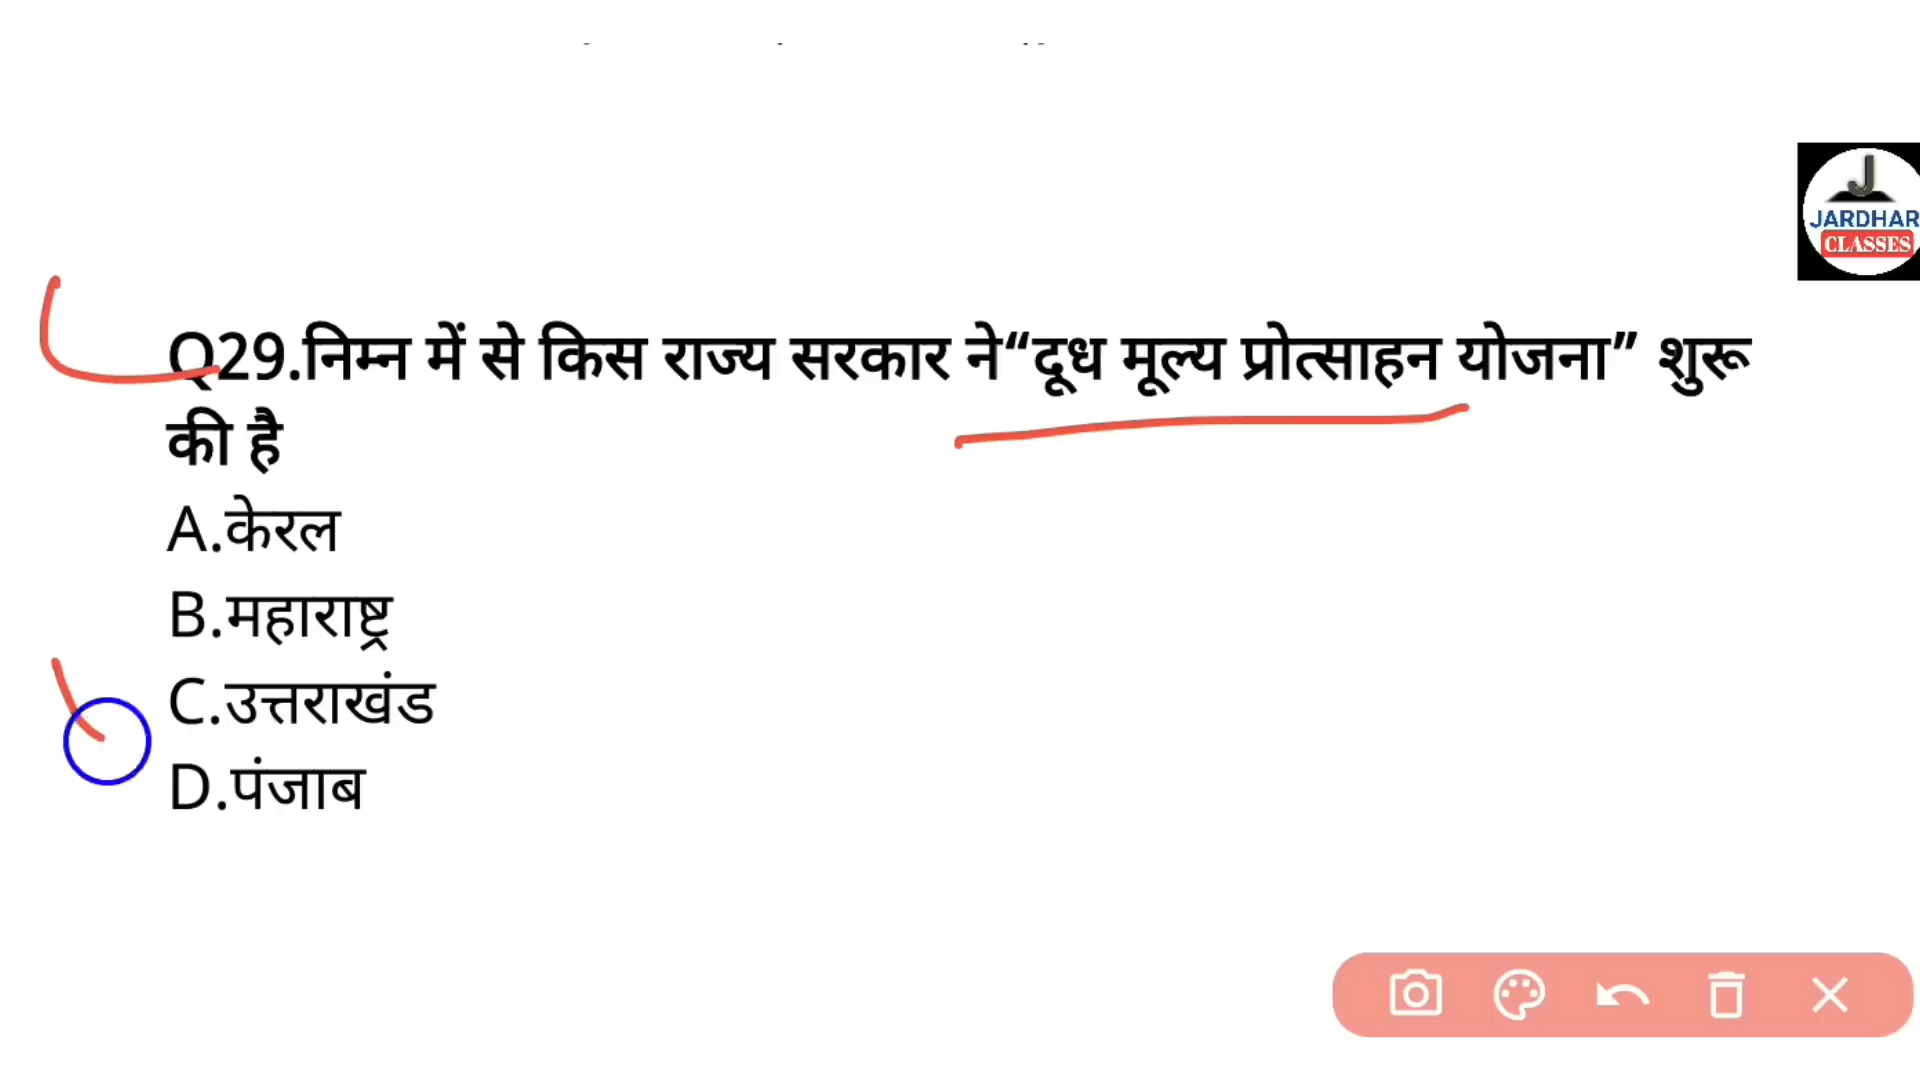 J
JARDHAR
CLASSES
Q29.निम्न में से किस राज्य सरकार ने“दूध मूल्य प्रोत्साहन योजना” शुरू
की है
A.केरल
B.महाराष्ट्र
C.उत्तराखंड
D.पंजाब